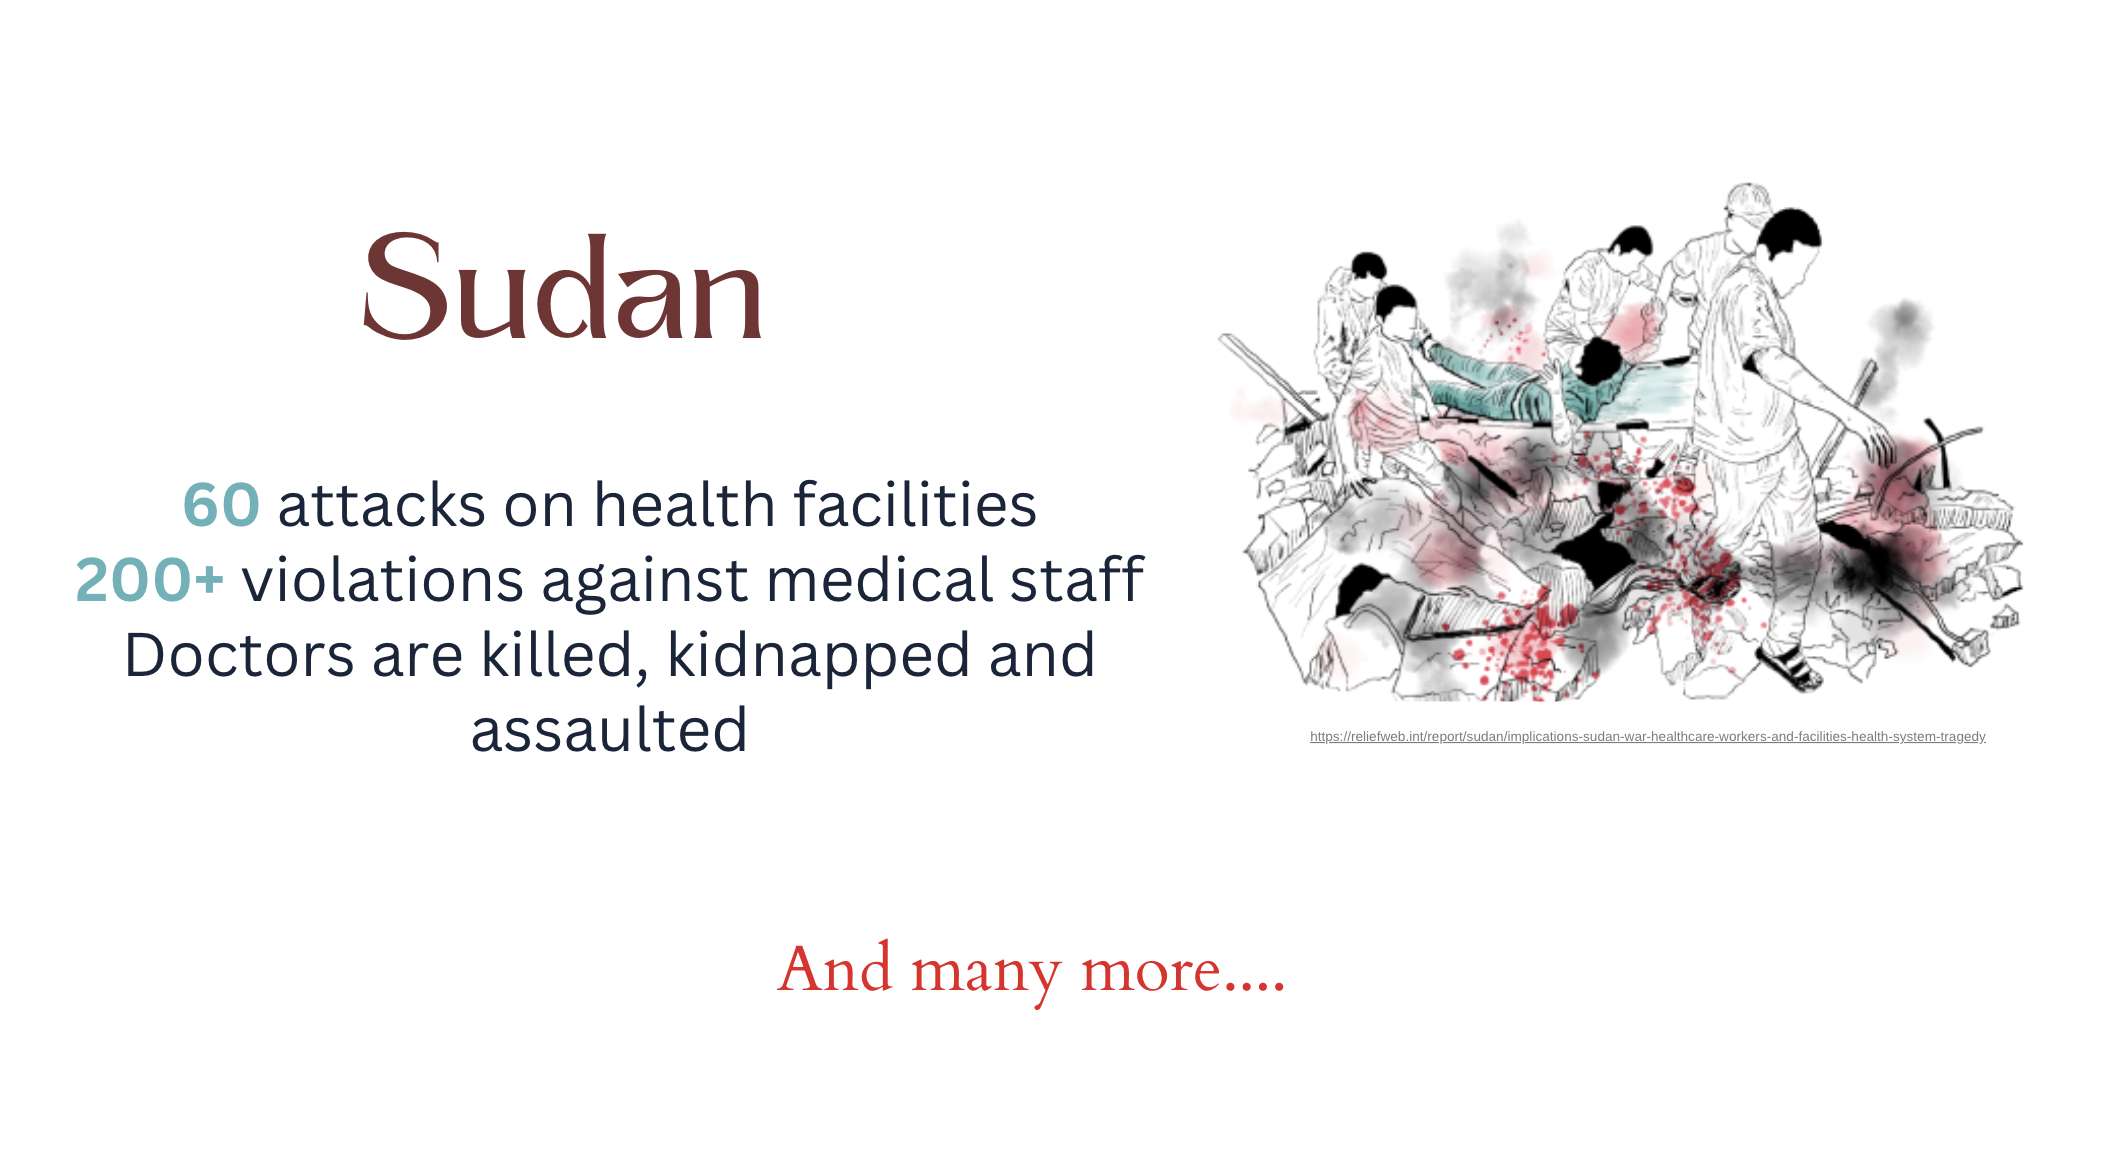 Sudan
60 attacks on health facilities
200+ violations against medical staff
Doctors are killed, kidnapped and
assaulted
https://reliefweb.int/report/sudan/implications-sudan-war-healthcare-workers-and-facilities-health-system-tragedy
And many more....